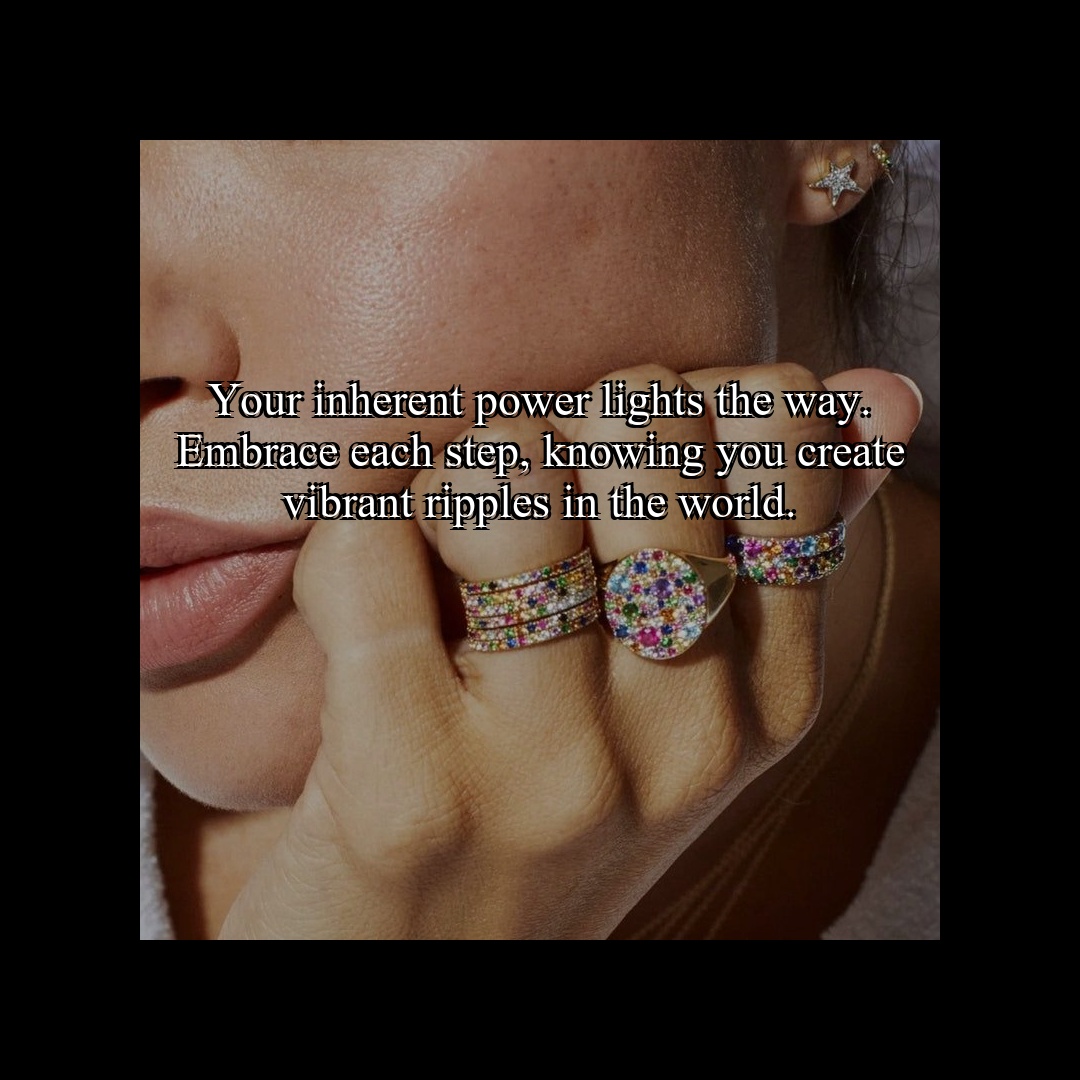 Your inherent power lights the way.
Embrace each step, knowing you create
vibrant ripples in the world.